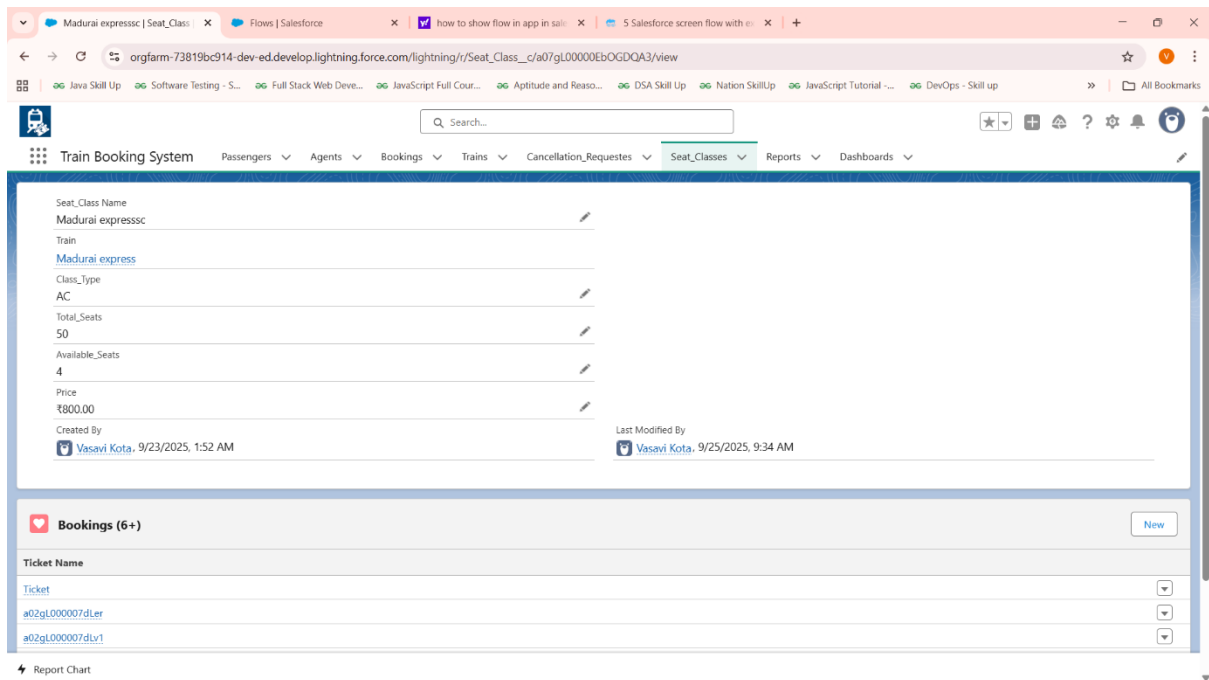 Madurai expresssc | Seat_Class Flows | Salesforce how to show flow in app in sale 5 Salesforce screen flow with ex
orgfarm-73819bc914-dev-ed.develop.lightning.force.com/lightning/r/Seat_Class__c/a07gL00000EbOGDQA3/view V
Java Skill Up Software Testing - S... Full Stack Web Deve... JavaScript Full Cour... Aptitude and Reaso... DSA Skill Up Nation SkillUp JavaScript Tutorial -... DevOps - Skill up » All Bookmarks
Search...
Train Booking System Passengers Agents Bookings Trains Cancellation_Requestes Seat_Classes Reports Dashboards
Seat_Class Name
Madurai expresssc
Train
Madurai express
Class_Type
AC
Total_Seats
50
Available_Seats
4
Price
₹800.00
Created By Last Modified By
Vasavi Kota, 9/23/2025, 1:52 AM Vasavi Kota, 9/25/2025, 9:34 AM
Bookings (6+) New
Ticket Name
Ticket
a02gL000007dLer
a02gL000007dLv1
Report Chart